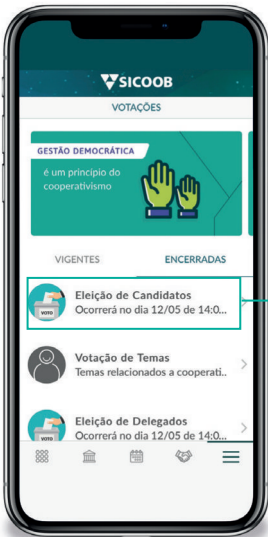 SICOOB
VOTAÇÕES
GESTÃO DEMOCRÁTICA
é um princípio do
cooperativismo
VIGENTES ENCERRADAS
Eleição de Candidatos
Ocorrerá no dia 12/05 de 14:0...
VOTO
Votação de Temas
Temas relacionados a cooperati..
Eleição de Delegados
Ocorrerá no dia 12/05 de 14:0...
VOTO